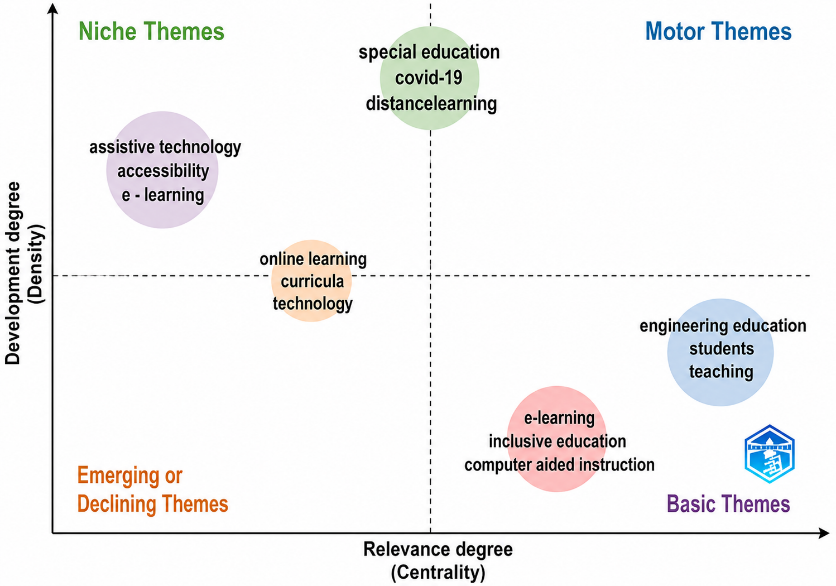 Niche Themes
Motor Themes
special education
covid-19
distancelearning
assistive technology
accessibility
e - learning
online learning
curricula
technology
engineering education
students
teaching
e-learning
inclusive education
computer aided instruction
Emerging or
Declining Themes
Basic Themes
Development degree
(Density)
Relevance degree
(Centrality)